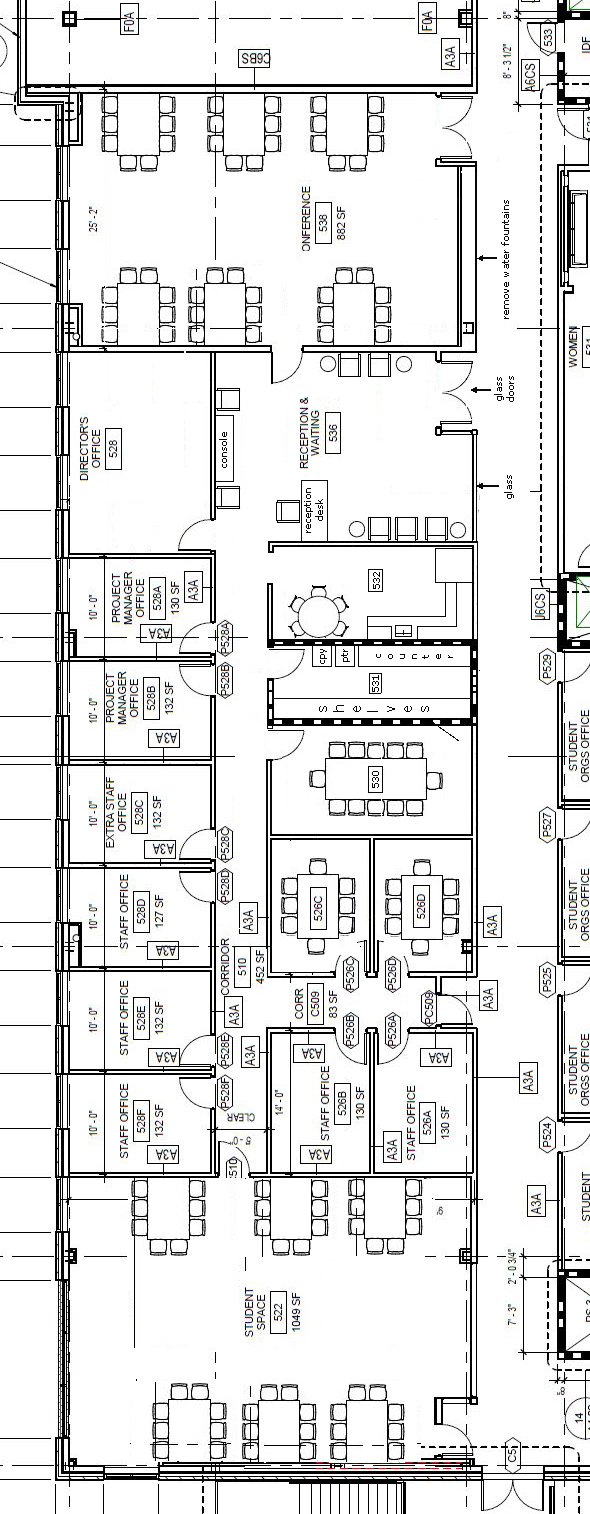 F0A
F0A
8"
A3A
533
IDF
C6BS
8' - 3 1/2"
A6CS
25' - 2"
ONFERENCE
538
882 SF
remove water fountains
WOMEN
DIRECTOR'S
OFFICE
528
console
RECEPTION &
WAITING
536
glass
doors
glass
reception
desk
10' - 0"
PROJECT
MANAGER
OFFICE
528A
130 SF
A3A
A3A
P528A
532
J6CS
10' - 0"
PROJECT
MANAGER
OFFICE
528B
132 SF
A3A
P528B
cpy
ptr
counter
531
shelves
P529
STUDENT
ORGS OFFICE
10' - 0"
EXTRA STAFF
OFFICE
528C
132 SF
A3A
P528C
530
P527
STUDENT
ORGS OFFICE
10' - 0"
STAFF OFFICE
528D
127 SF
A3A
P528D
A3A
526C
526D
A3A
CORRIDOR
510
452 SF
P526C
P526D
P525
10' - 0"
STAFF OFFICE
528E
132 SF
A3A
A3A
P528E
CORR
C509
83 SF
PC509
A3A
P526B
P526A
A3A
STUDENT
ORGS OFFICE
10' - 0"
STAFF OFFICE
528F
132 SF
A3A
P528F
CLEAR
5' - 0"
14' - 0"
A3A
STAFF OFFICE
526B
130 SF
A3A
A3A
STAFF OFFICE
526A
130 SF
A3A
A3A
P524
510
STUDENT
A3A
STUDENT
SPACE
522
1049 SF
2' - 0 3/4"
7' - 3"
14
C5